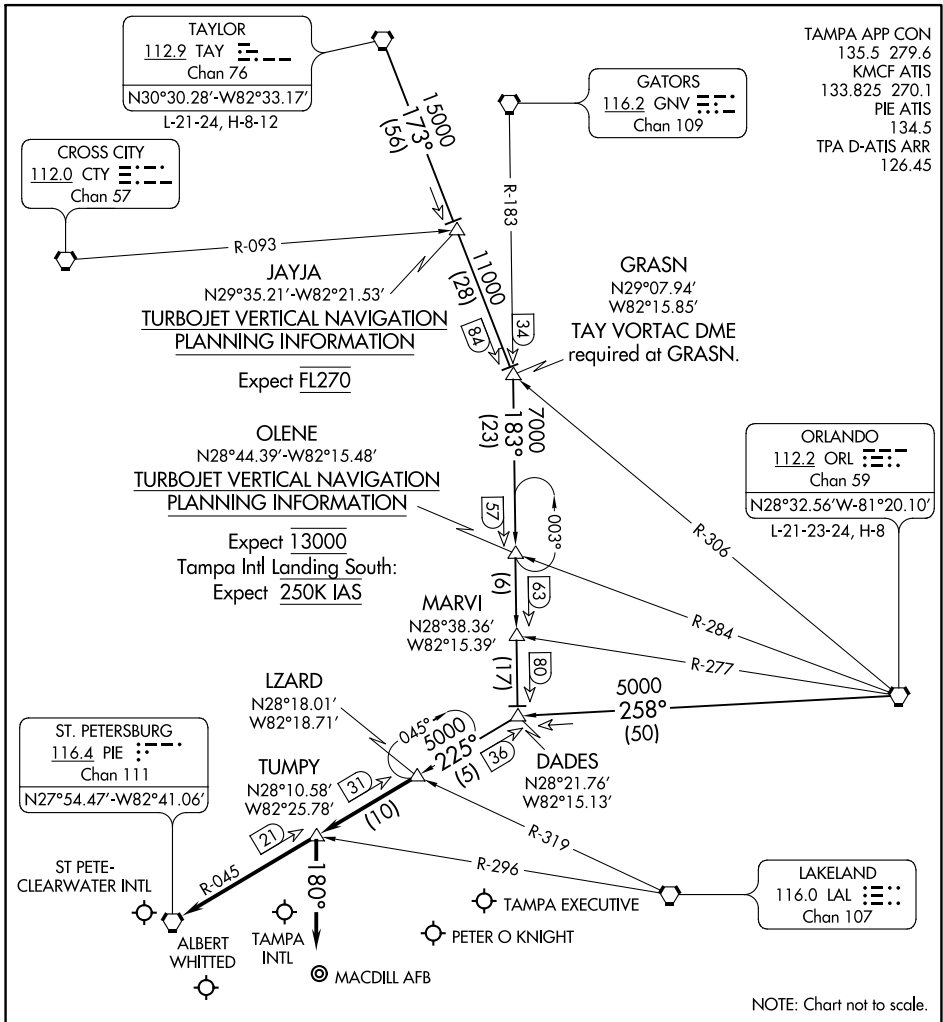 TAYLOR
112.9 TAY
Chan 76
N30°30.28'-W82°33.17'
L-21-24, H-8-12
TAMPA APP CON
135.5 279.6
KMCF ATIS
133.825 270.1
PIE ATIS
134.5
TPA D-ATIS ARR
126.45
GATORS
116.2 GNV
Chan 109
CROSS CITY
112.0 CTY
Chan 57
15000
173°
(56)
R-183
R-093
JAYJA
N29°35.21'-W82°21.53'
TURBOJET VERTICAL NAVIGATION
PLANNING INFORMATION
Expect FL270
11000
(28)
84
34
GRASN
N29°07.94'
W82°15.85'
TAY VORTAC DME
required at GRASN.
7000
183°
(23)
OLENE
N28°44.39'-W82°15.48'
TURBOJET VERTICAL NAVIGATION
PLANNING INFORMATION
Expect 13000
Tampa Intl Landing South:
Expect 250K IAS
57
003°
R-306
ORLANDO
112.2 ORL
Chan 59
N28°32.56'W-81°20.10'
L-21-23-24, H-8
(6)
63
R-284
MARVI
N28°38.36'
W82°15.39'
R-277
(17)
80
5000
258°
(50)
LZARD
N28°18.01'
W82°18.71'
045°
5000
225°
(5)
36
DADES
N28°21.76'
W82°15.13'
ST. PETERSBURG
116.4 PIE
Chan 111
N27°54.47'-W82°41.06'
TUMPY
N28°10.58'
W82°25.78'
31
(10)
21
R-045
R-319
R-296
180°
LAKELAND
116.0 LAL
Chan 107
ST PETE-
CLEARWATER INTL
ALBERT
WHITTED
TAMPA
INTL
TAMPA EXECUTIVE
PETER O KNIGHT
MACDILL AFB
NOTE: Chart not to scale.